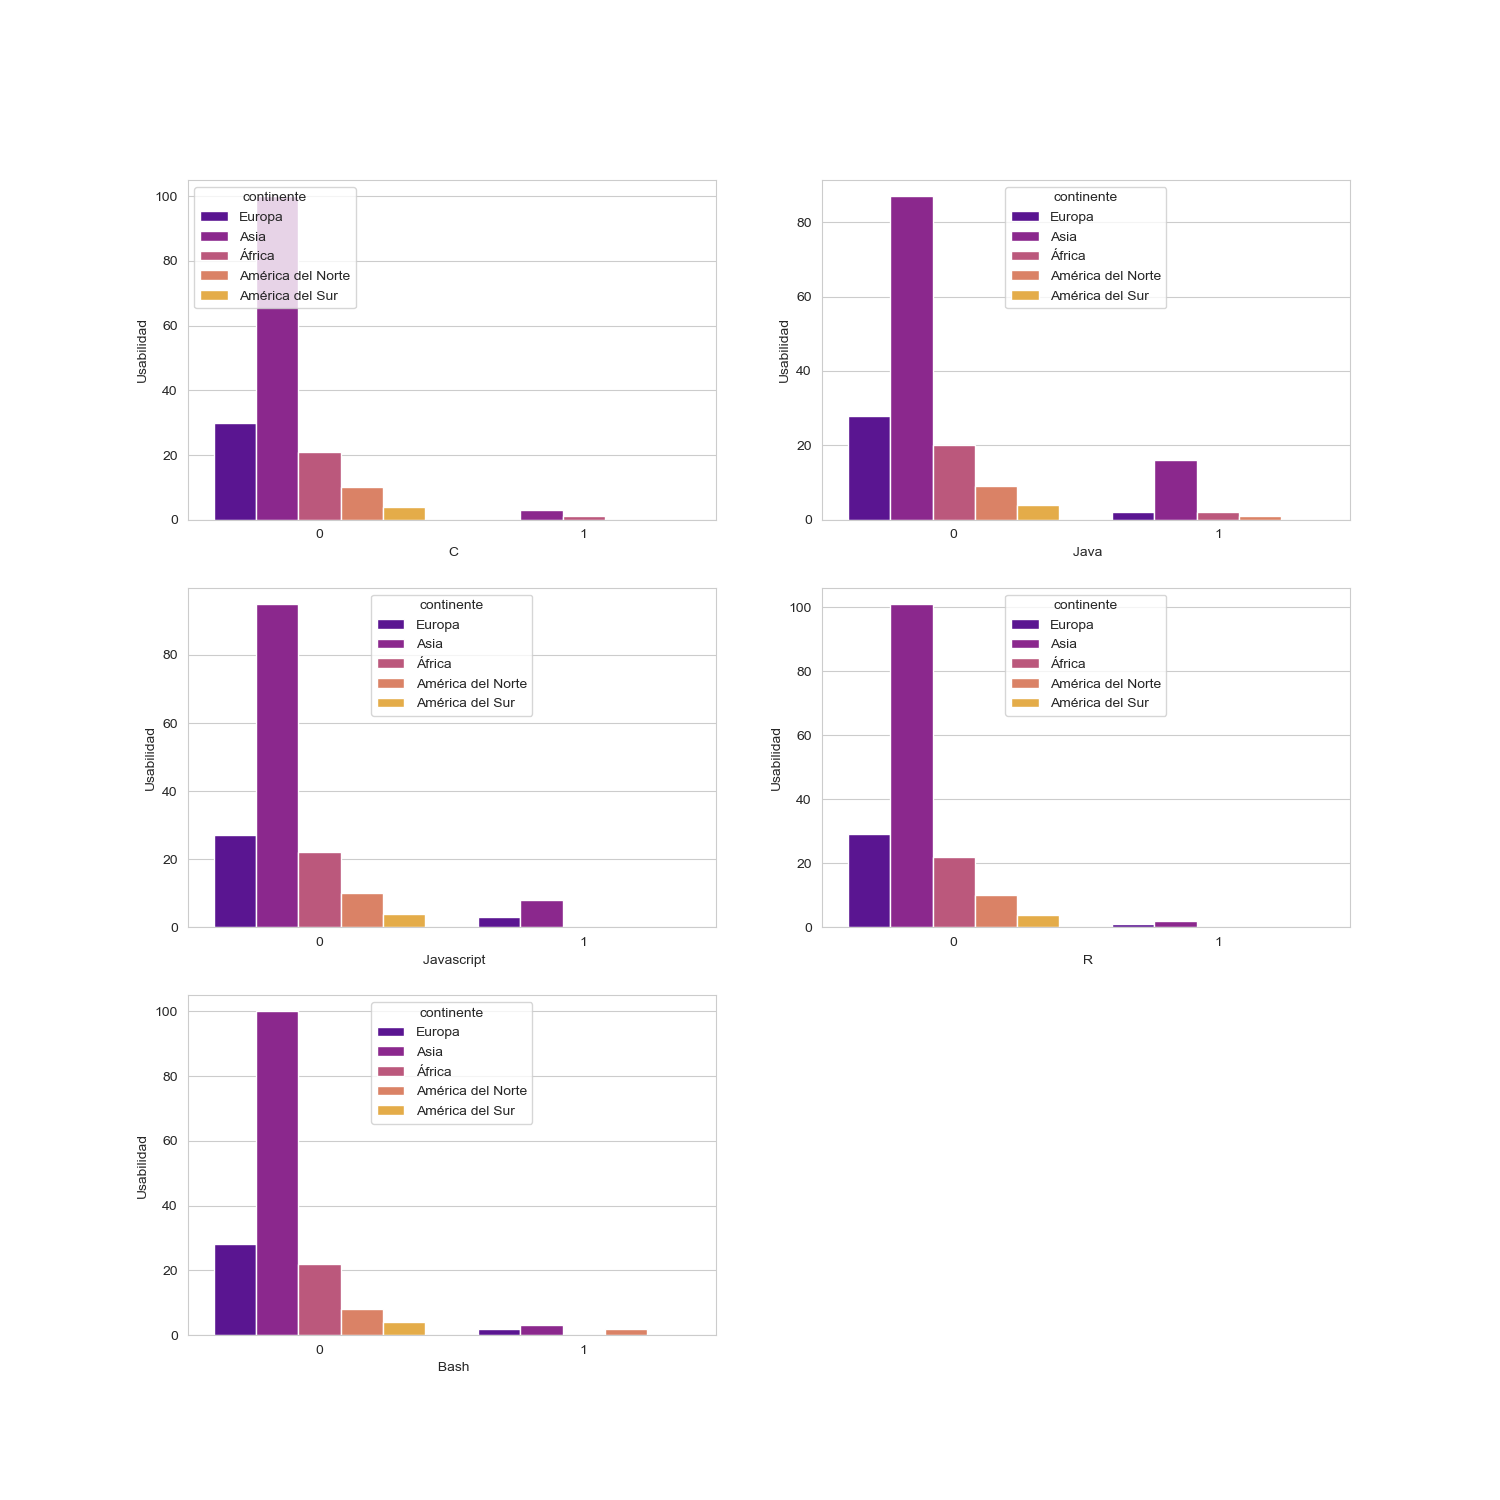 continente
Europa
Asia
África
América del Norte
América del Sur
100
80
60
40
20
0
Usabilidad
0 1
C
continente
Europa
Asia
África
América del Norte
América del Sur
80
60
40
20
0
Usabilidad
0 1
Java
continente
Europa
Asia
África
América del Norte
América del Sur
80
60
40
20
0
Usabilidad
0 1
Javascript
continente
Europa
Asia
África
América del Norte
América del Sur
100
80
60
40
20
0
Usabilidad
0 1
R
continente
Europa
Asia
África
América del Norte
América del Sur
100
80
60
40
20
0
Usabilidad
0 1
Bash